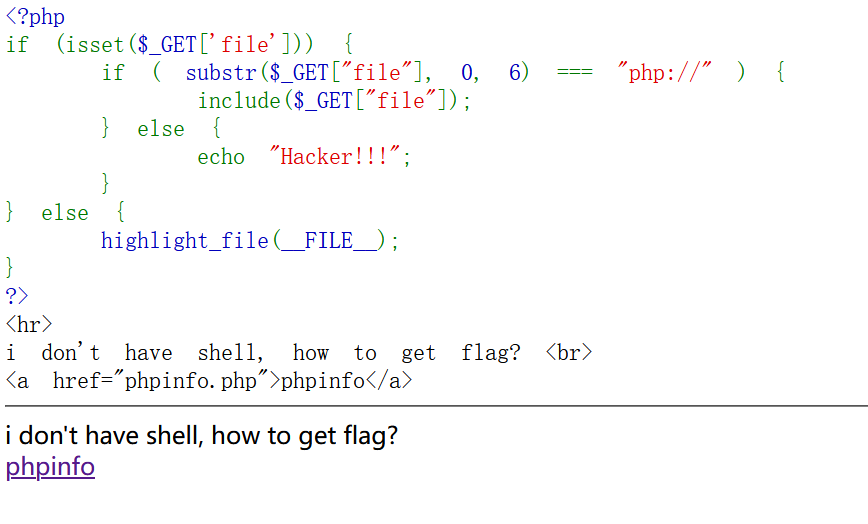 <?php
if (isset($_GET['file'])) {
if ( substr($_GET["file"], 0, 6) === "php://" ) {
include($_GET["file"]);
} else {
echo "Hacker!!!";
}
} else {
highlight_file(__FILE__);
}
?>
<hr>
i don't have shell, how to get flag? <br>
<a href="phpinfo.php">phpinfo</a>
i don't have shell, how to get flag?
phpinfo